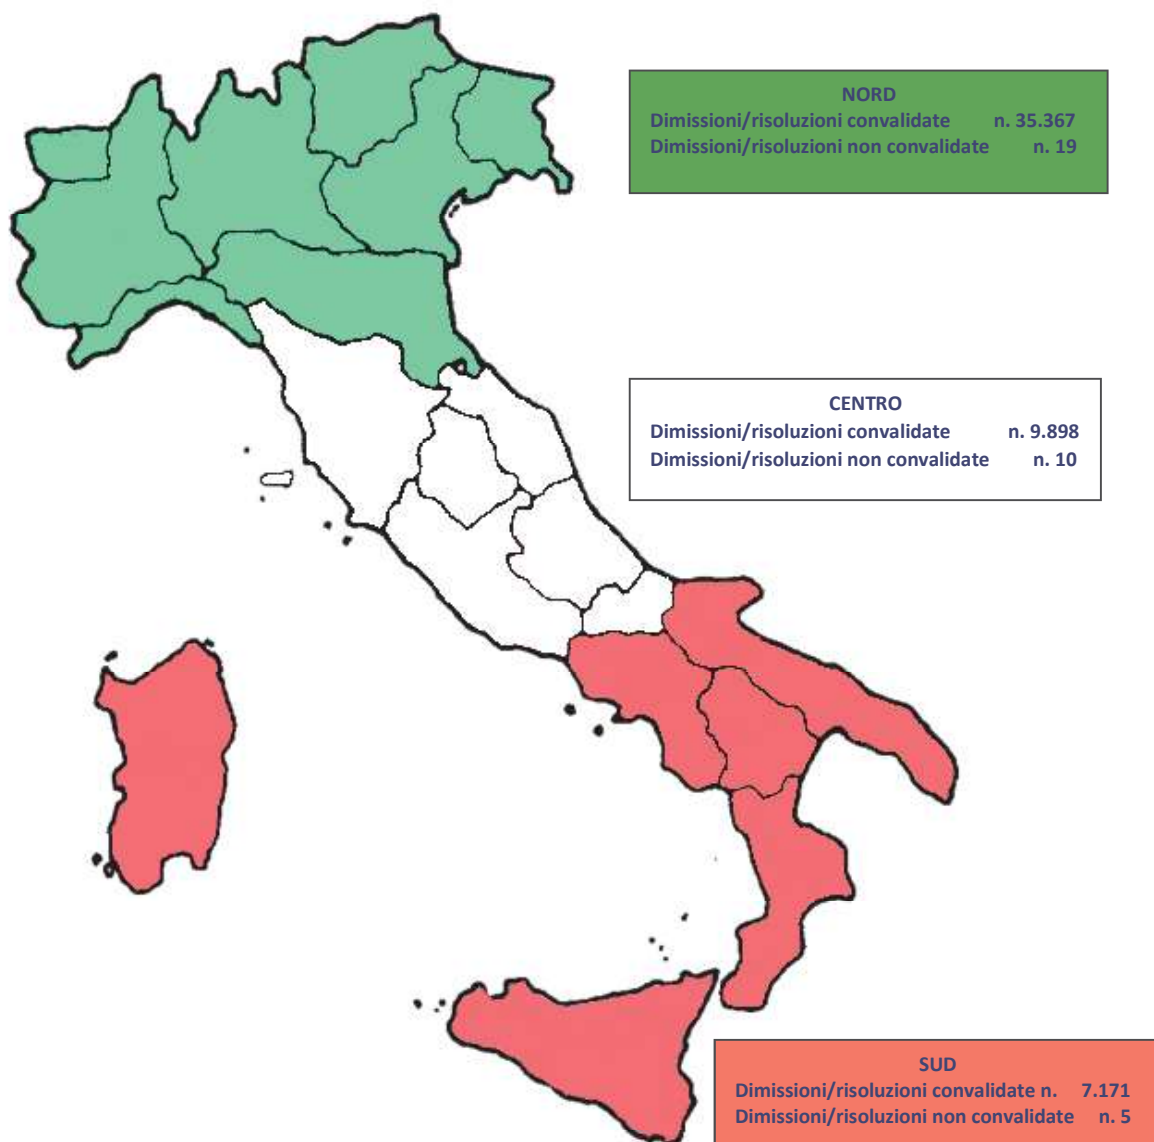 NORD
Dimissioni/risoluzioni convalidate n. 35.367
Dimissioni/risoluzioni non convalidate n. 19
CENTRO
Dimissioni/risoluzioni convalidate n. 9.898
Dimissioni/risoluzioni non convalidate n. 10
SUD
Dimissioni/risoluzioni convalidate n. 7.171
Dimissioni/risoluzioni non convalidate n. 5